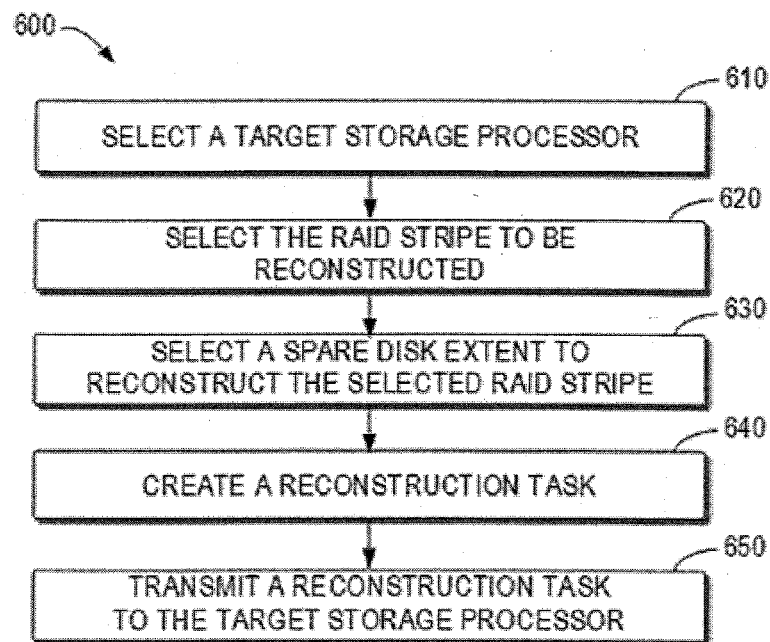 600
610
SELECT A TARGET STORAGE PROCESSOR
620
SELECT THE RAID STRIPE TO BE
RECONSTRUCTED
630
SELECT A SPARE DISK EXTENT TO
RECONSTRUCT THE SELECTED RAID STRIPE
640
CREATE A RECONSTRUCTION TASK
650
TRANSMIT A RECONSTRUCTION TASK
TO THE TARGET STORAGE PROCESSOR